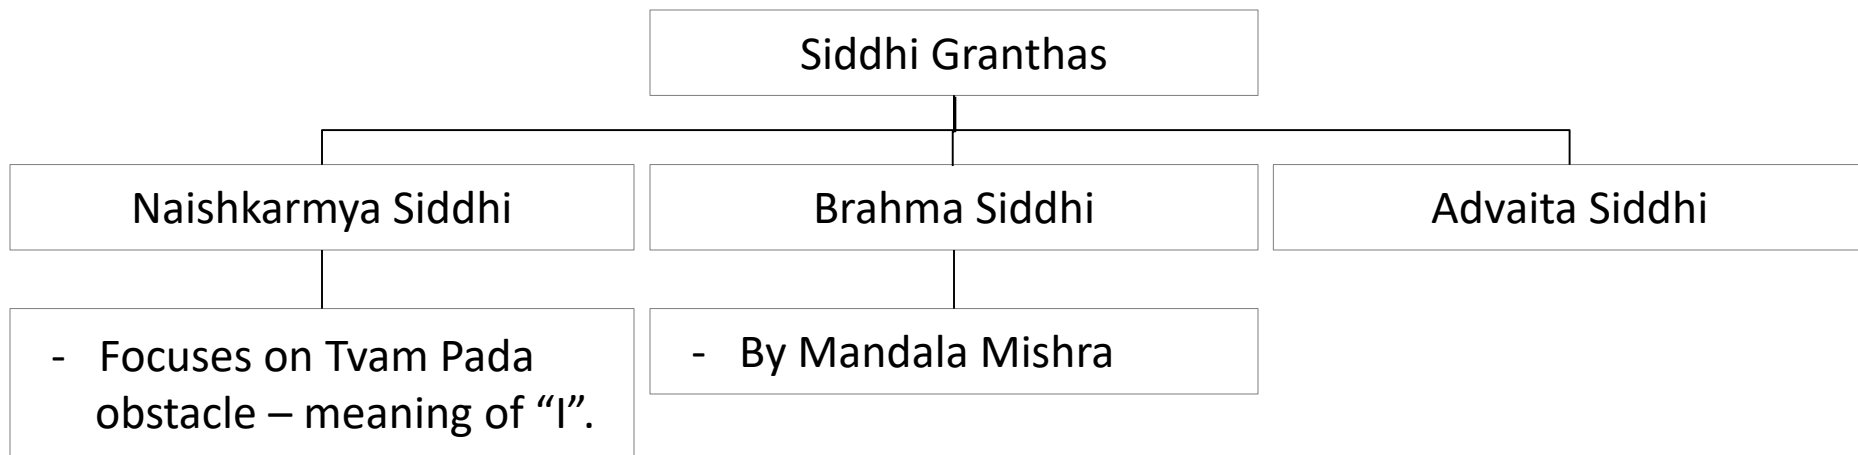 Siddhi Granthas
Naishkarmya Siddhi
Brahma Siddhi
Advaita Siddhi
- Focuses on Tvam Pada
obstacle – meaning of “I”.
- By Mandala Mishra